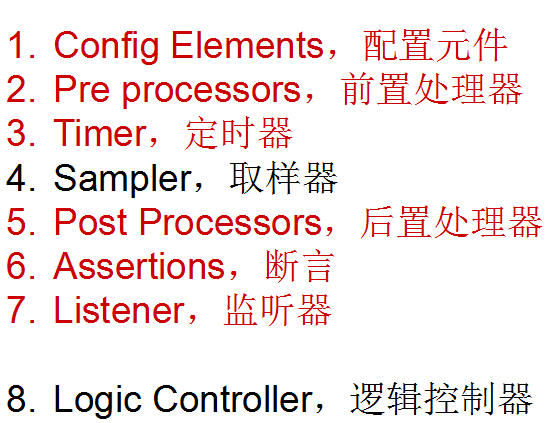 1. Config Elements，配置元件
2. Pre processors，前置处理器
3. Timer，定时器
4. Sampler，取样器
5. Post Processors，后置处理器
6. Assertions，断言
7. Listener，监听器
8. Logic Controller，逻辑控制器